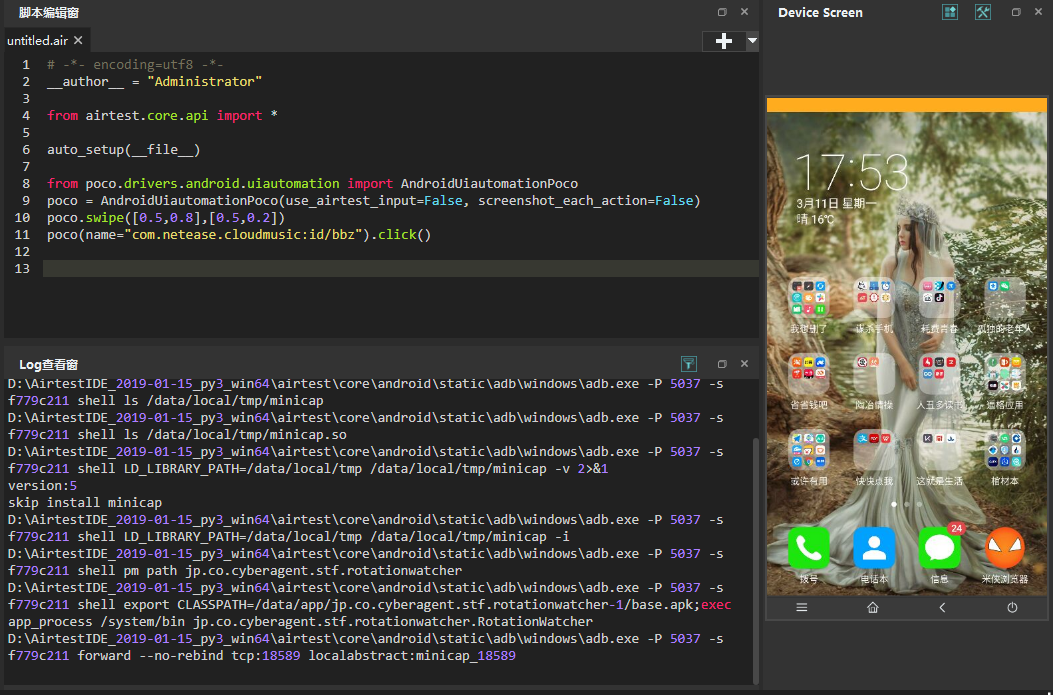 脚本编辑窗
untitled.air
1 # -*- encoding=utf8 -*-
2 __author__ = "Administrator"
3
4 from airtest.core.api import *
5
6 auto_setup(__file__)
7
8 from poco.drivers.android.uiautomation import AndroidUiautomationPoco
9 poco = AndroidUiautomationPoco(use_airtest_input=False, screenshot_each_action=False)
10 poco.swipe([0.5,0.8],[0.5,0.2])
11 poco(name="com.netease.cloudmusic:id/bbz").click()
12
13
Log查看窗
D:\AirtestIDE_2019-01-15_py3_win64\airtest\core\android\static\adb\windows\adb.exe -P 5037 -s
f779c211 shell ls /data/local/tmp/minicap
D:\AirtestIDE_2019-01-15_py3_win64\airtest\core\android\static\adb\windows\adb.exe -P 5037 -s
f779c211 shell ls /data/local/tmp/minicap.so
D:\AirtestIDE_2019-01-15_py3_win64\airtest\core\android\static\adb\windows\adb.exe -P 5037 -s
f779c211 shell LD_LIBRARY_PATH=/data/local/tmp /data/local/tmp/minicap -v 2>&1
version:5
skip install minicap
D:\AirtestIDE_2019-01-15_py3_win64\airtest\core\android\static\adb\windows\adb.exe -P 5037 -s
f779c211 shell LD_LIBRARY_PATH=/data/local/tmp /data/local/tmp/minicap -i
D:\AirtestIDE_2019-01-15_py3_win64\airtest\core\android\static\adb\windows\adb.exe -P 5037 -s
f779c211 shell pm path jp.co.cyberagent.stf.rotationwatcher
D:\AirtestIDE_2019-01-15_py3_win64\airtest\core\android\static\adb\windows\adb.exe -P 5037 -s
f779c211 shell export CLASSPATH=/data/app/jp.co.cyberagent.stf.rotationwatcher-1/base.apk;exec
app_process /system/bin jp.co.cyberagent.stf.rotationwatcher.RotationWatcher
D:\AirtestIDE_2019-01-15_py3_win64\airtest\core\android\static\adb\windows\adb.exe -P 5037 -s
f779c211 forward --no-rebind tcp:18589 localabstract:minicap_18589
Device Screen
17:53
3月11日 星期一
晴 16℃
我想删了 谋杀手机 耗费青春 孤独的老年人
省省钱吧 陶冶情操 人丑多读书 逼格应用
或许有用 快快点我 这就是生活 棺材本
24
拨号 电话本 信息 米侠浏览器